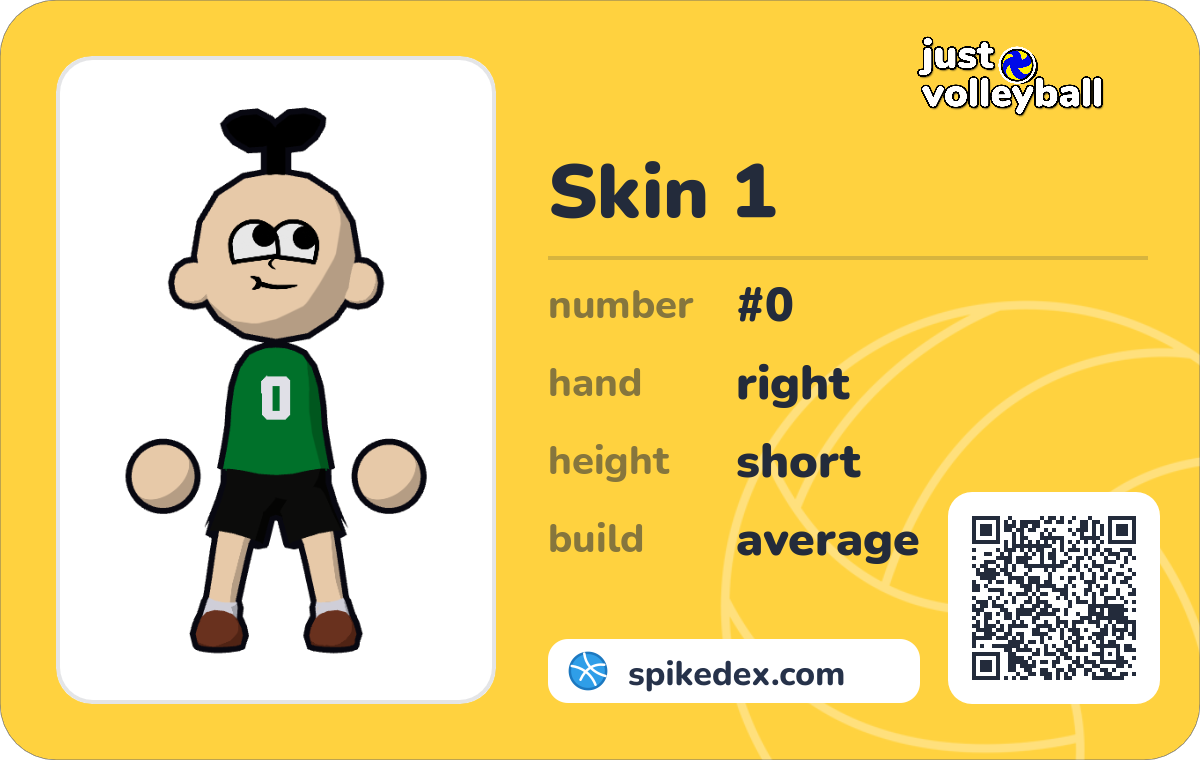 just
volleyball
Skin 1
number #0
hand right
height short
build average
0
spikedex.com